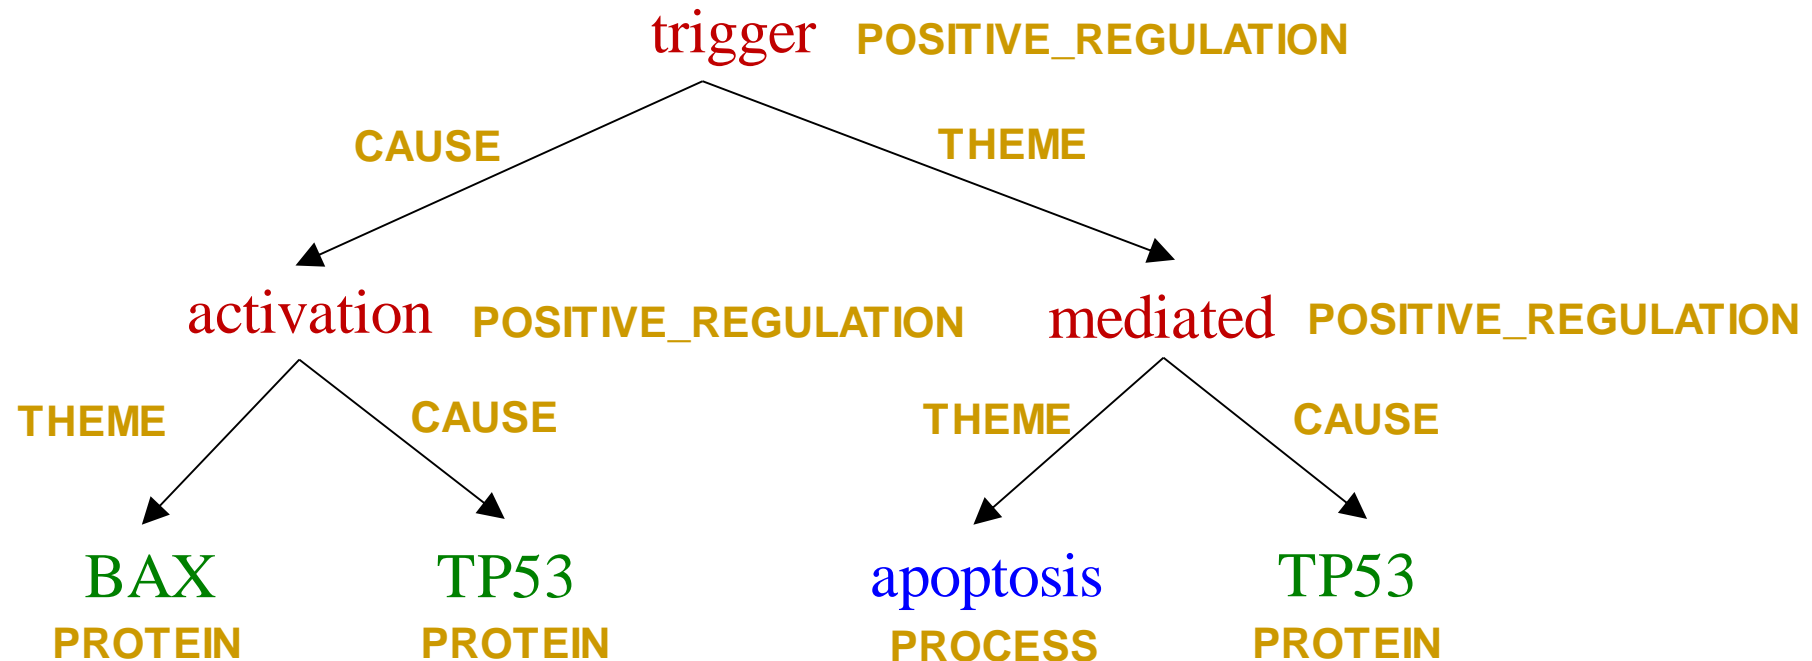 trigger POSITIVE_REGULATION
CAUSE THEME
activation POSITIVE_REGULATION mediated POSITIVE_REGULATION
THEME CAUSE THEME CAUSE
BAX TP53 apoptosis TP53
PROTEIN PROTEIN PROCESS PROTEIN